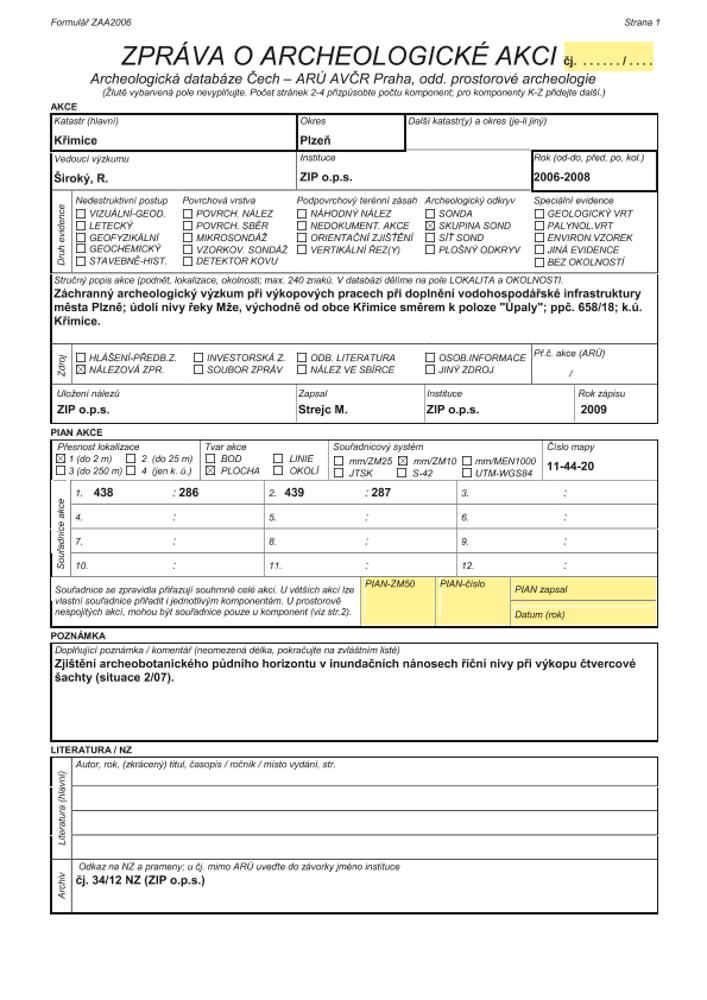 Formulář ZAA2006 Strana 1
ZPRÁVA O ARCHEOLOGICKÉ AKCI čj. ....../....
Archeologická databáze Čech – ARÚ AVČR Praha, odd. prostorové archeologie
(Žlutě vybarvená pole nevyplňujte. Počet stránek 2-4 přizpůsobte počtu komponent; pro komponenty K-Z přidejte další.)
AKCE
Katastr (hlavní) Okres Další katastr(y) a okres (je-li jiný)
Křimice Plzeň
Vedoucí výzkumu Instituce Rok (od-do, před, po, kol.)
Široký, R. ZIP o.p.s. 2006-2008
Druh evidence
Nedestruktivní postup Povrchová vrstva Podpovrchový terénní zásah Archeologický odkryv Speciální evidence
☐ VIZUÁLNÍ-GEOD. ☐ POVRCH. NÁLEZ ☐ NÁHODNÝ NÁLEZ ☐ SONDA ☐ GEOLOGICKÝ VRT
☐ LETECKÝ ☐ POVRCH. SBĚR ☐ NEDOKUMENT. AKCE ☒ SKUPINA SOND ☐ PALYNOL.VRT
☐ GEOFYZIKÁLNÍ ☐ MIKROSONDÁŽ ☐ ORIENTAČNÍ ZJIŠTĚNÍ ☐ SÍŤ SOND ☐ ENVIRON.VZOREK
☐ GEOCHEMICKÝ ☐ VZORKOV. SONDÁŽ ☐ VERTIKÁLNÍ ŘEZ(Y) ☐ PLOŠNÝ ODKRYV ☐ JINÁ EVIDENCE
☐ STAVEBNĚ-HIST. ☐ DETEKTOR KOVU ☐ BEZ OKOLNOSTÍ
Stručný popis akce (podnět, lokalizace, okolnosti; max. 240 znaků. V databázi dělíme na pole LOKALITA a OKOLNOSTI.
Záchranný archeologický výzkum při výkopových pracech při doplnění vodohospodářské infrastruktury
města Plzně; údolí nivy řeky Mže, východně od obce Křimice směrem k poloze "Úpaly"; ppč. 658/18; k.ú.
Křimice.
Zdroj
☐ HLÁŠENÍ-PŘEDB.Z. ☐ INVESTORSKÁ Z. ☐ ODB. LITERATURA ☐ OSOB.INFORMACE Př.č. akce (ARÚ)
☒ NÁLEZOVÁ ZPR. ☐ SOUBOR ZPRÁV ☐ NÁLEZ VE SBÍRCE ☐ JINÝ ZDROJ /
Uložení nálezů Zapsal Instituce Rok zápisu
ZIP o.p.s. Strejc M. ZIP o.p.s. 2009
PIAN AKCE
Přesnost lokalizace Tvar akce Souřadnicový systém Číslo mapy
☒ 1 (do 2 m) ☐ 2 (do 25 m) ☐ BOD ☐ LINIE ☐ mm/ZM25 ☒ mm/ZM10 ☐ mm/MEN1000 11-44-20
☐ 3 (do 250 m) ☐ 4 (jen k. ú.) ☒ PLOCHA ☐ OKOLÍ ☐ JTSK ☐ S-42 ☐ UTM-WGS84
Souřadnice akce
1. 438 : 286 2. 439 : 287 3. :
4. : 5. : 6. :
7. : 8. : 9. :
10. : 11. : 12. :
Souřadnice se zpravidla přiřazují souhrnně celé akci. U větších akcí lze PIAN-ZM50 PIAN-číslo PIAN zapsal
vlastní souřadnice přiřadit i jednotlivým komponentám. U prostorově
nespojitých akcí, mohou být souřadnice pouze u komponent (viz str.2). Datum (rok)
POZNÁMKA
Doplňující poznámka / komentář (neomezená délka, pokračujte na zvláštním listě)
Zjištění archeobotanického půdního horizontu v inundačních nánosech říční nivy při výkopu čtvercové
šachty (situace 2/07).
LITERATURA / NZ
Literatura (hlavní)
Autor, rok, (zkrácený) titul, časopis / ročník / místo vydání, str.
Archiv
Odkaz na NZ a prameny; u čj. mimo ARÚ uveďte do závorky jméno instituce
čj. 34/12 NZ (ZIP o.p.s.)